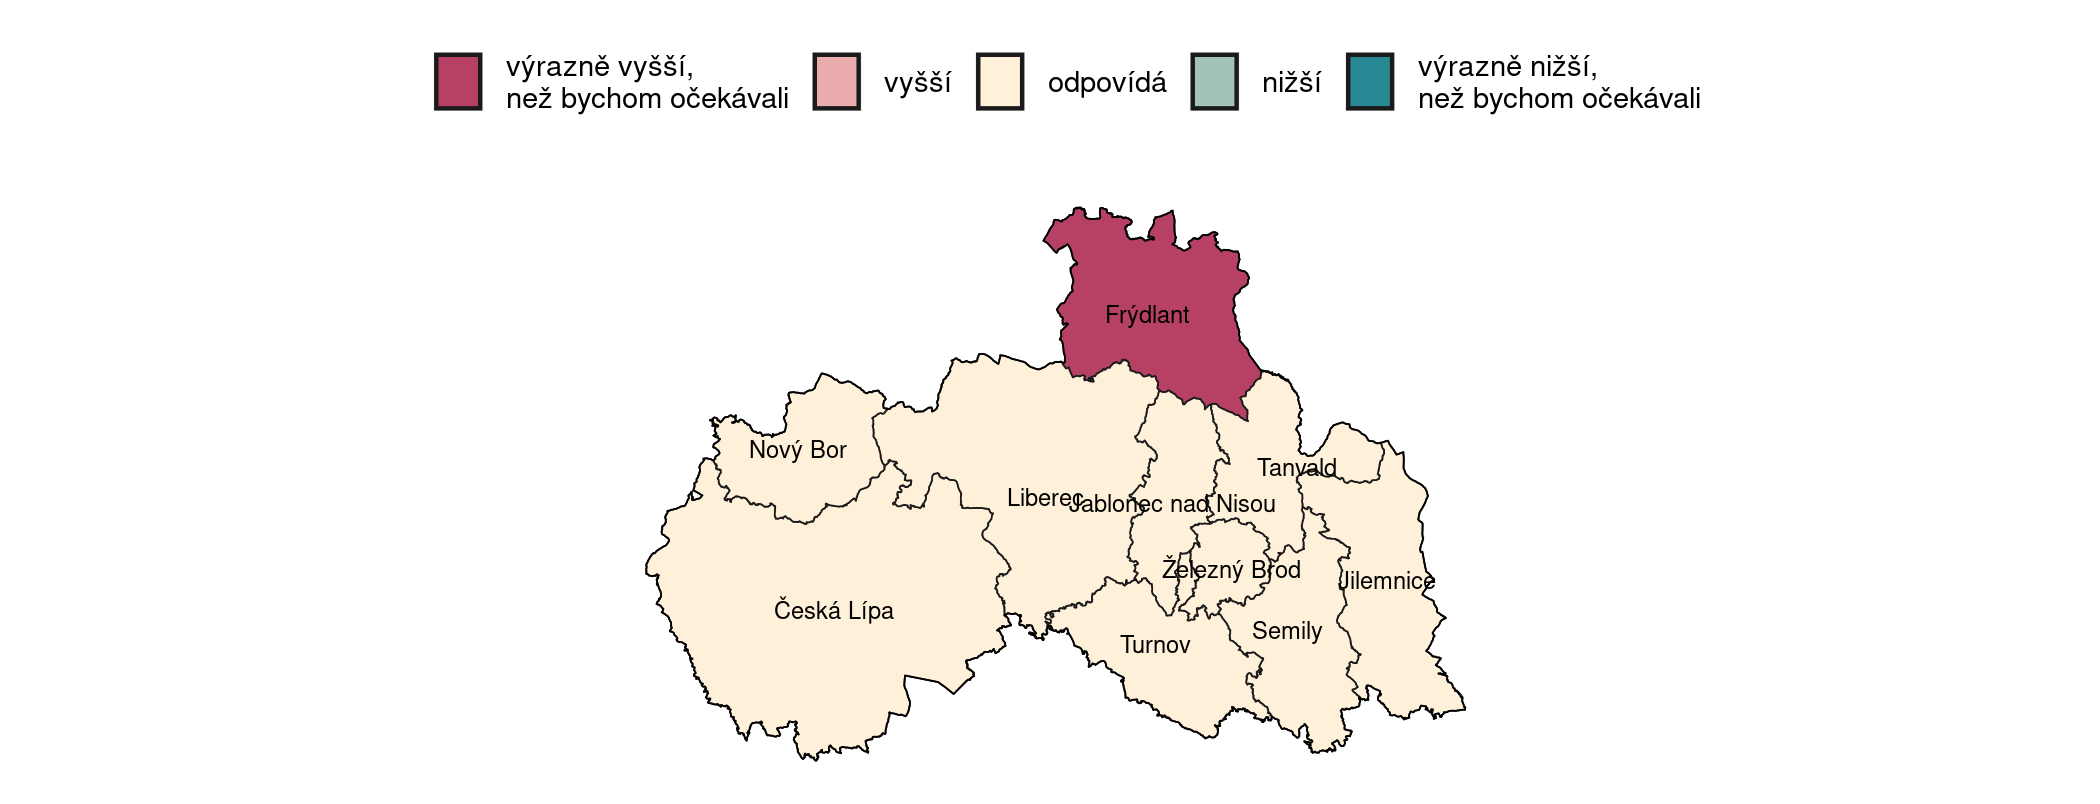 výrazně vyšší,
než bychom očekávali
vyšší
odpovídá
nižší
výrazně nižší,
než bychom očekávali
Frýdlant
Nový Bor
Tanvald
Liberec
Jablonec nad Nisou
Železný Brod
Jilemnice
Česká Lípa
Semily
Turnov